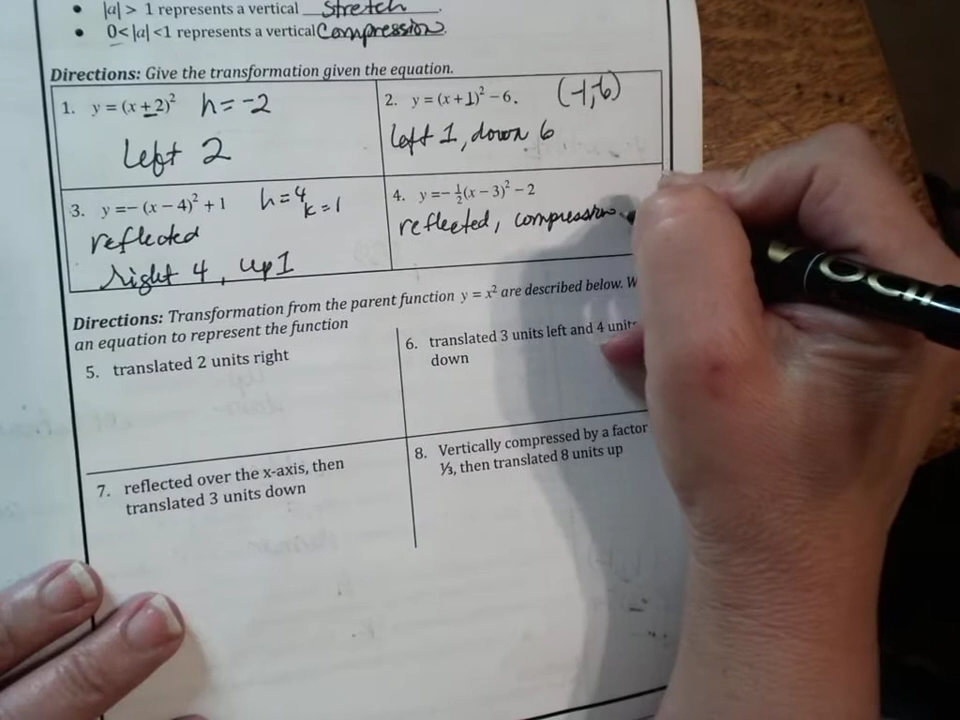 • |a| > 1 represents a vertical stretch.
• 0< |a| <1 represents a vertical Compression.
Directions: Give the transformation given the equation.
1. y = (x + 2)² h = -2
left 2
2. y = (x + 1)² - 6. (-1, 6)
left 1, down 6
3. y = - (x - 4)² + 1 h = 4
k = 1
reflected
right 4, up 1
4. y = - ½(x - 3)² - 2
reflected, compression
Directions: Transformation from the parent function y = x² are described below. W
an equation to represent the function
5. translated 2 units right
6. translated 3 units left and 4 units
down
7. reflected over the x-axis, then
translated 3 units down
8. Vertically compressed by a factor
⅓, then translated 8 units up